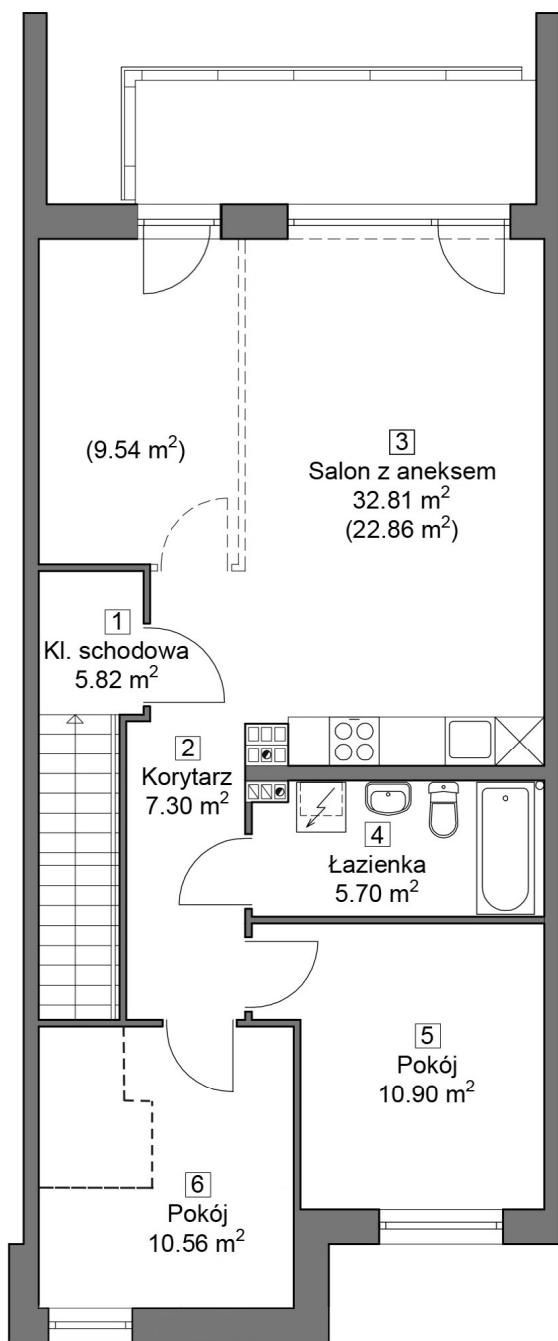 (9.54 m²)
3
Salon z aneksem
32.81 m²
(22.86 m²)
1
Kl. schodowa
5.82 m²
2
Korytarz
7.30 m²
4
Łazienka
5.70 m²
5
Pokój
10.90 m²
6
Pokój
10.56 m²